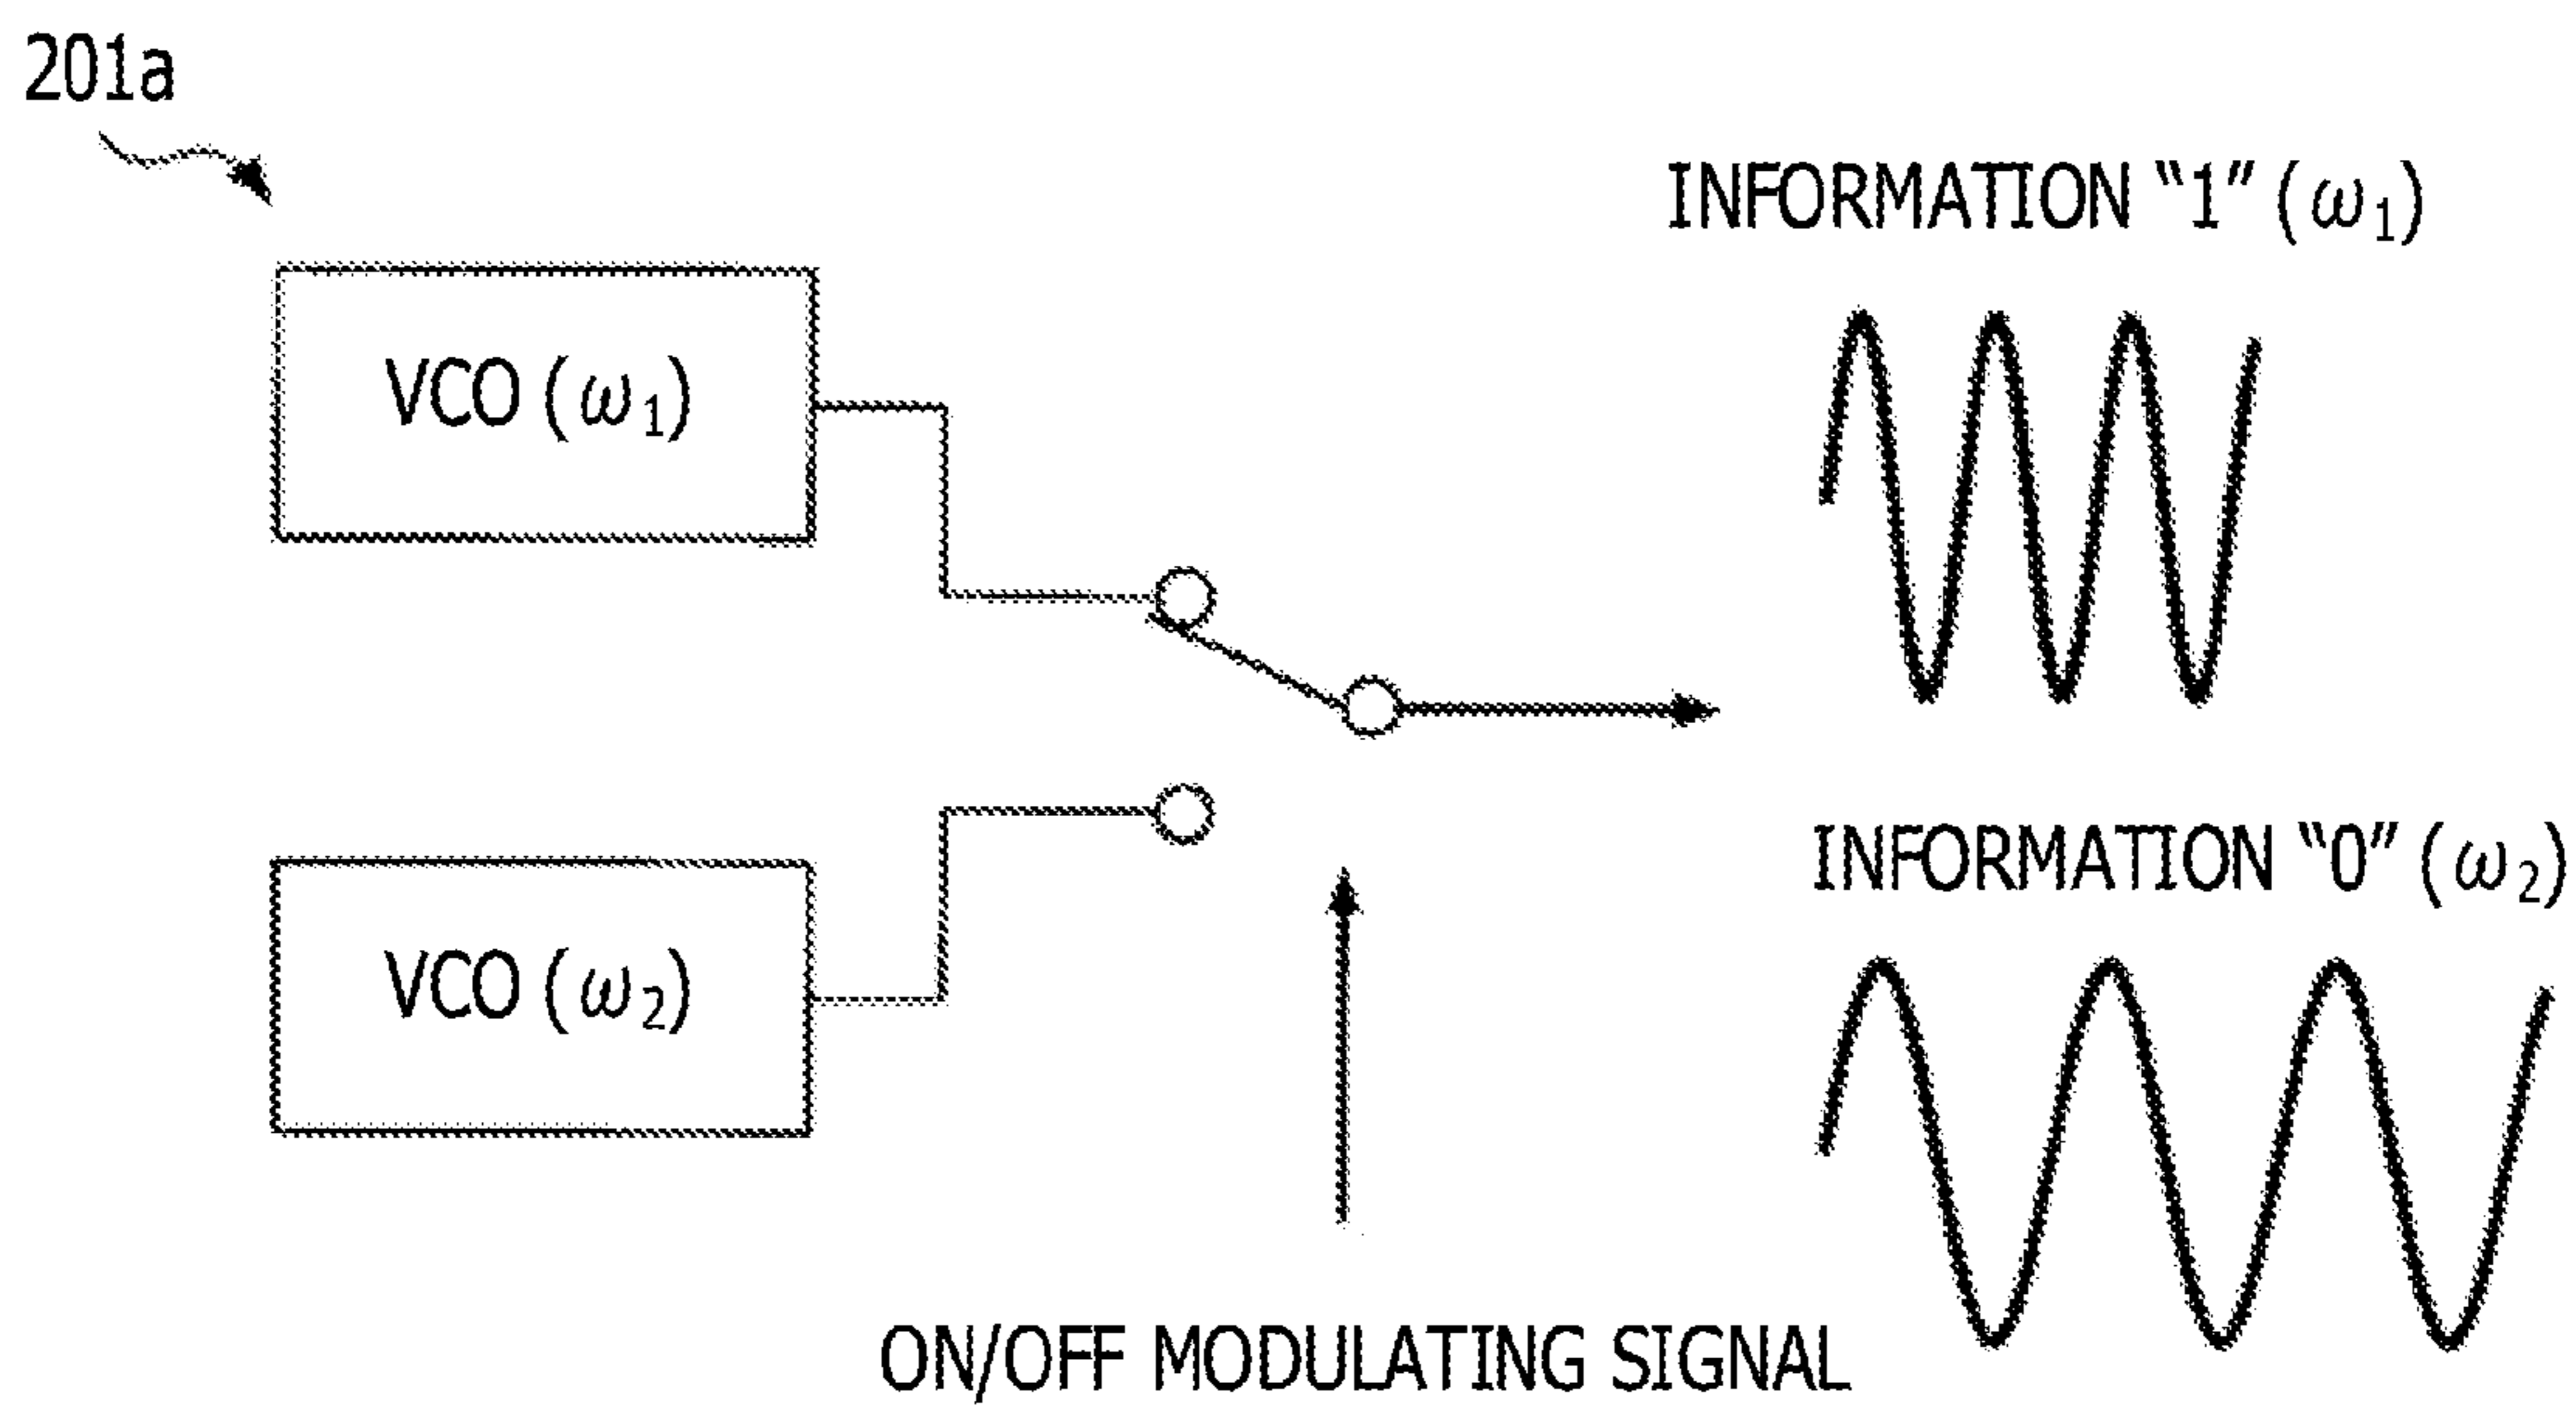 201a
INFORMATION “1” (ω₁)
VCO (ω₁)
INFORMATION “0” (ω₂)
VCO (ω₂)
ON/OFF MODULATING SIGNAL